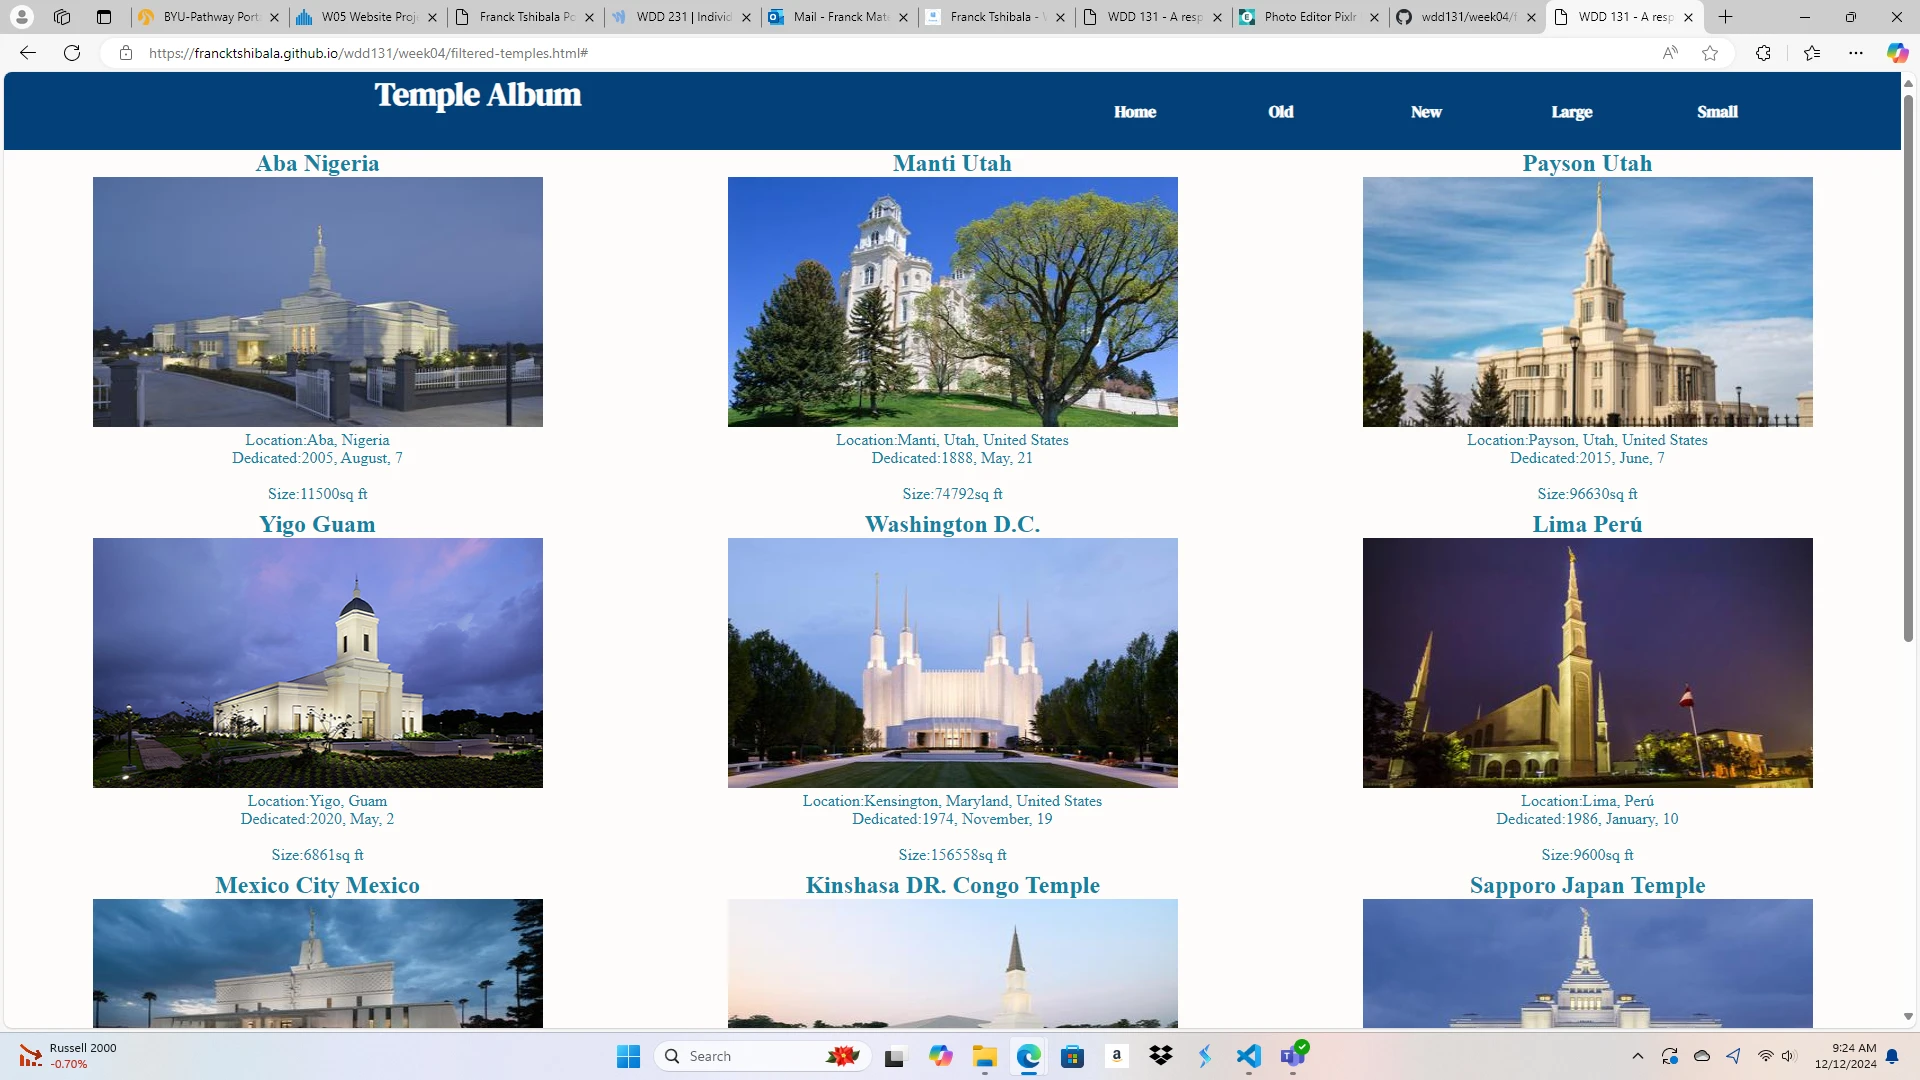 BYU-Pathway Port
W05 Website Proj
Franck Tshibala Po
WDD 231 | Individ
Mail - Franck Mat
Franck Tshibala - 
WDD 131 - A resp
Photo Editor Pixlr
wdd131/week04/f
WDD 131 - A resp
https://francktshibala.github.io/wdd131/week04/filtered-temples.html#
Temple Album
Home
Old
New
Large
Small
Aba Nigeria
Manti Utah
Payson Utah
Location:Aba, Nigeria
Dedicated:2005, August, 7
Size:11500sq ft
Location:Manti, Utah, United States
Dedicated:1888, May, 21
Size:74792sq ft
Location:Payson, Utah, United States
Dedicated:2015, June, 7
Size:96630sq ft
Yigo Guam
Washington D.C.
Lima Perú
Location:Yigo, Guam
Dedicated:2020, May, 2
Size:6861sq ft
Location:Kensington, Maryland, United States
Dedicated:1974, November, 19
Size:156558sq ft
Location:Lima, Perú
Dedicated:1986, January, 10
Size:9600sq ft
Mexico City Mexico
Kinshasa DR. Congo Temple
Sapporo Japan Temple
Russell 2000
-0.70%
Search
9:24 AM
12/12/2024